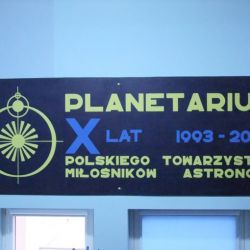 PLANETARIU
X LAT 1993 - 20
POLSKIEGO TOWARZYST
MIŁOŚNIKÓW ASTRONO